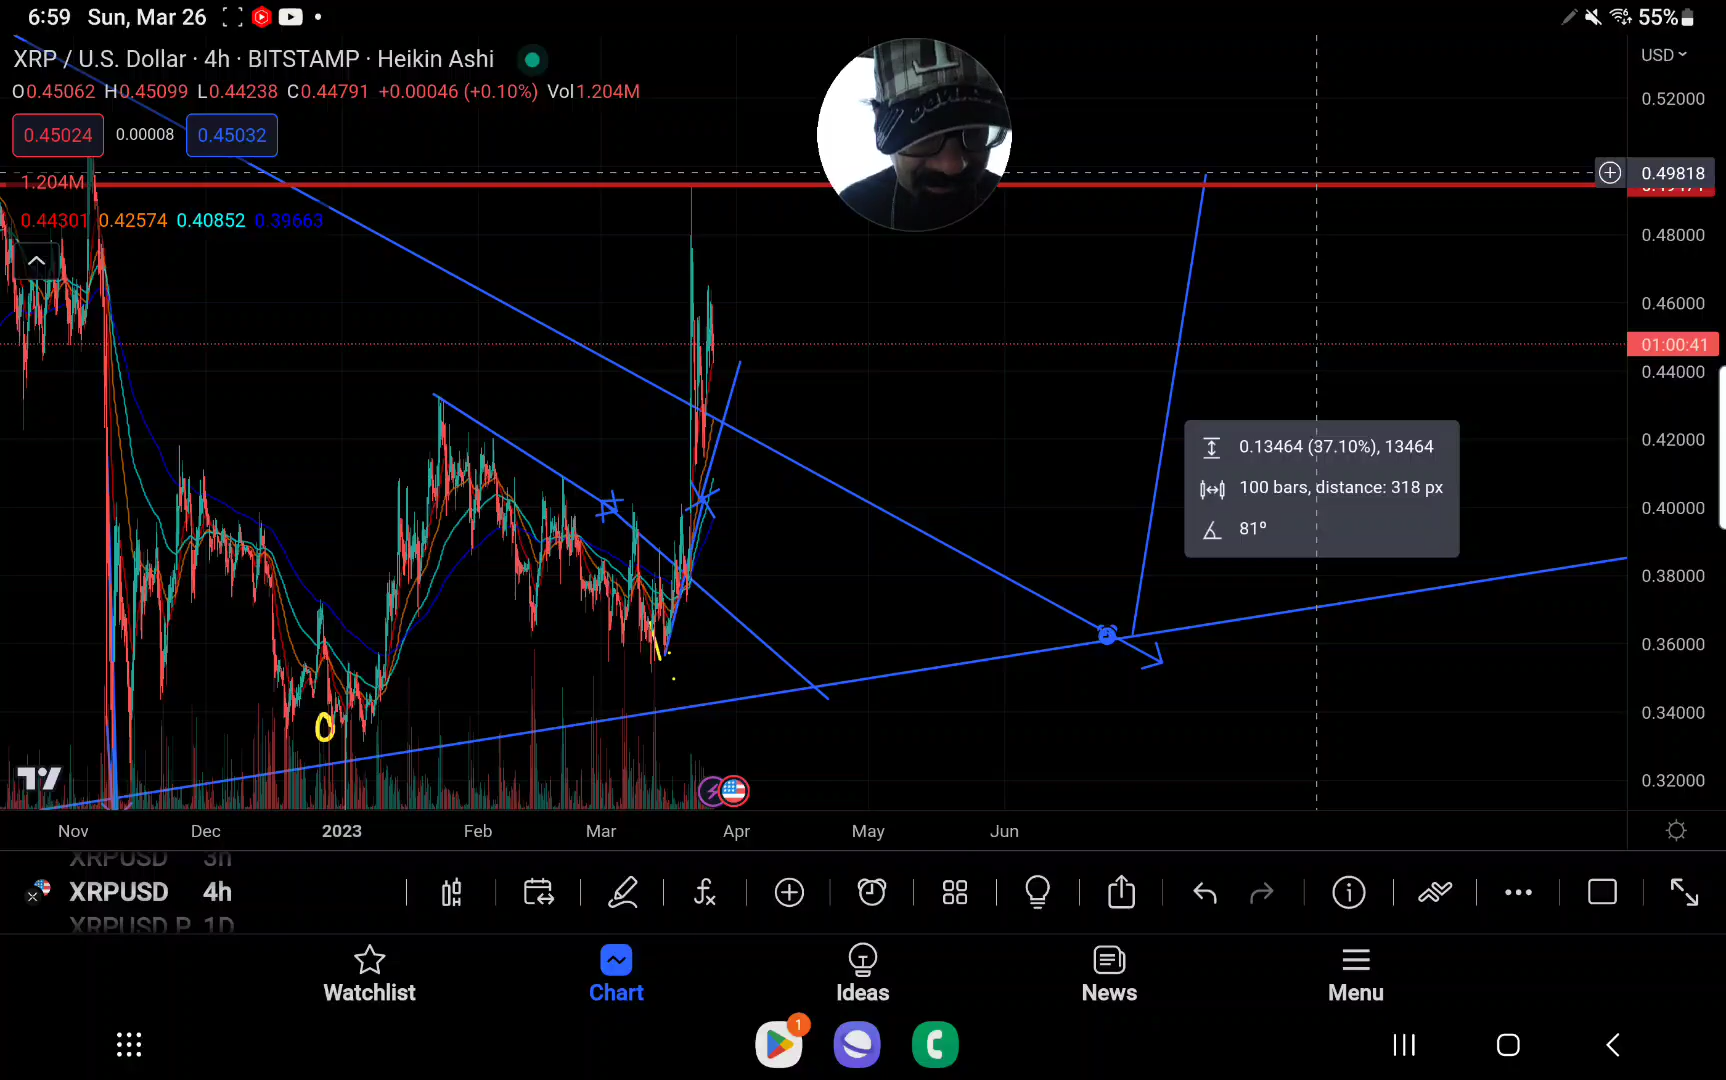 6:59 Sun, Mar 26 55%
XRP / U.S. Dollar · 4h · BITSTAMP · Heikin Ashi
USD
O0.45062 H0.45099 L0.44238 C0.44791 +0.00046 (+0.10%) Vol1.204M
0.52000
0.45024 0.00008 0.45032
0.49818
1.204M
0.44301 0.42574 0.40852 0.39663
0.48000
0.46000
01:00:41
0.44000
0.42000
0.13464 (37.10%), 13464
100 bars, distance: 318 px
0.40000
81º
0.38000
0.36000
0.34000
0.32000
Nov Dec 2023 Feb Mar Apr May Jun
XRPUSD 3h
XRPUSD 4h
XRPUSD P 1D
Watchlist Chart Ideas News Menu
1